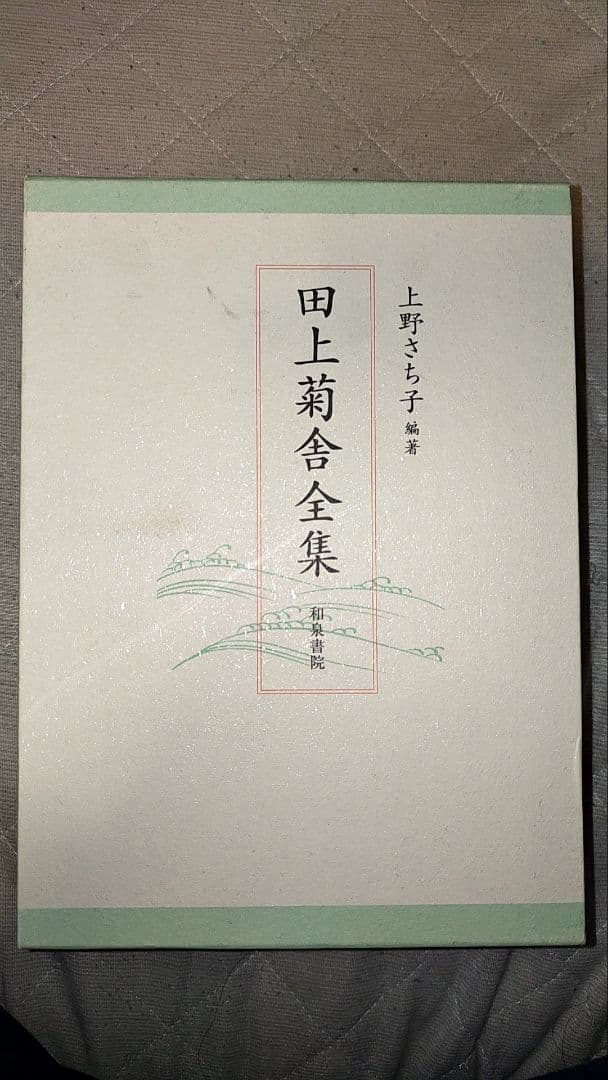 上野さち子 編著
田上菊舎全集
和泉書院